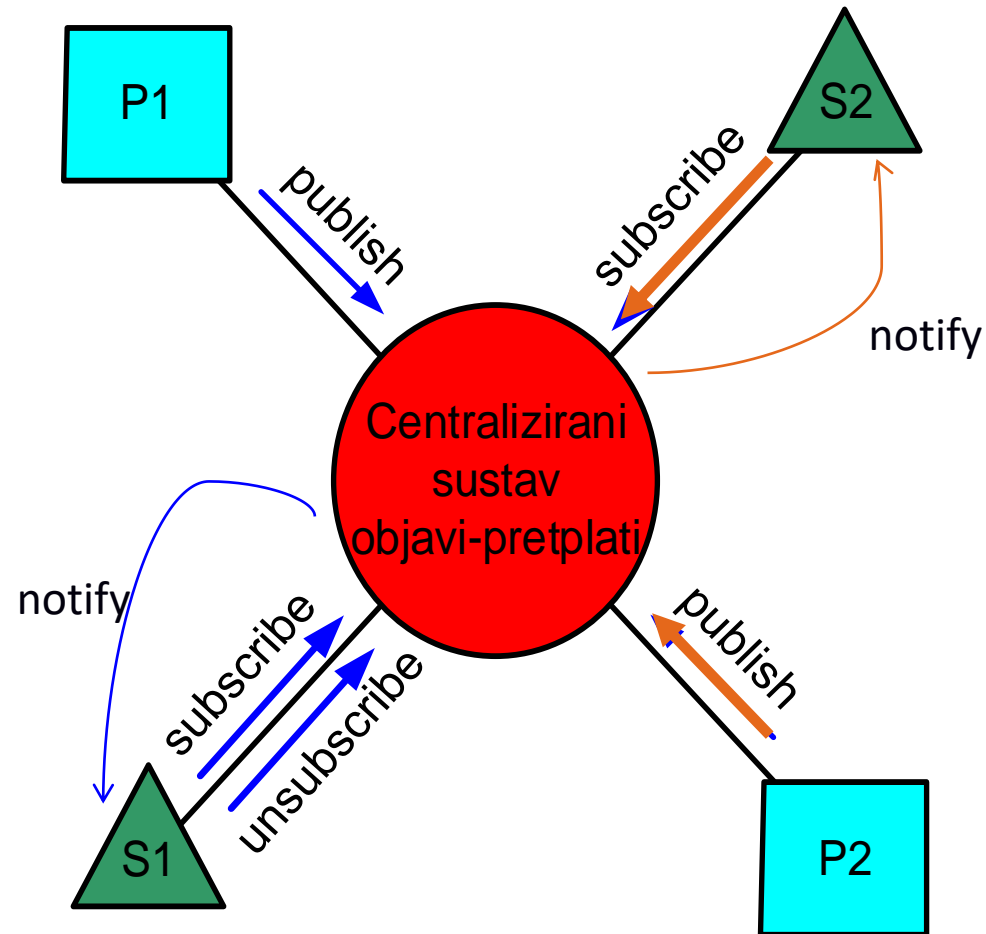 P1
S2
publish
subscribe
notify
Centralizirani
sustav
objavi-pretplati
notify
subscribe
unsubscribe
publish
S1
P2